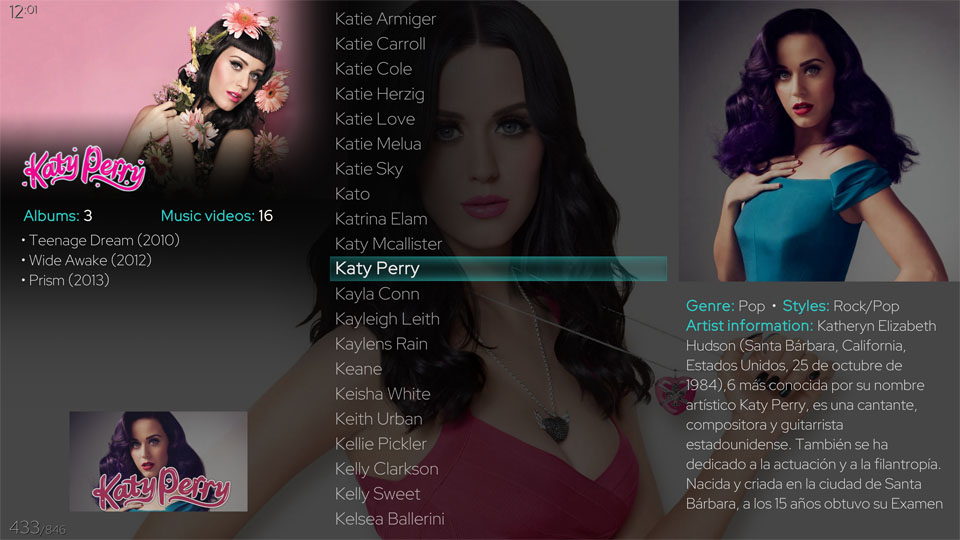 12:01
Katy Perry
Albums: 3
Music videos: 16
• Teenage Dream (2010)
• Wide Awake (2012)
• Prism (2013)
Katy Perry
433/846
Katie Armiger
Katie Carroll
Katie Cole
Katie Herzig
Katie Love
Katie Melua
Katie Sky
Kato
Katrina Elam
Katy Mcallister
Katy Perry
Kayla Conn
Kayleigh Leith
Kaylens Rain
Keane
Keisha White
Keith Urban
Kellie Pickler
Kelly Clarkson
Kelly Sweet
Kelsea Ballerini
Genre: Pop • Styles: Rock/Pop
Artist information: Katheryn Elizabeth
Hudson (Santa Bárbara, California,
Estados Unidos, 25 de octubre de
1984),6 más conocida por su nombre
artístico Katy Perry, es una cantante,
compositora y guitarrista
estadounidense. También se ha
dedicado a la actuación y a la filantropía.
Nacida y criada en la ciudad de Santa
Bárbara, a los 15 años obtuvo su Examen